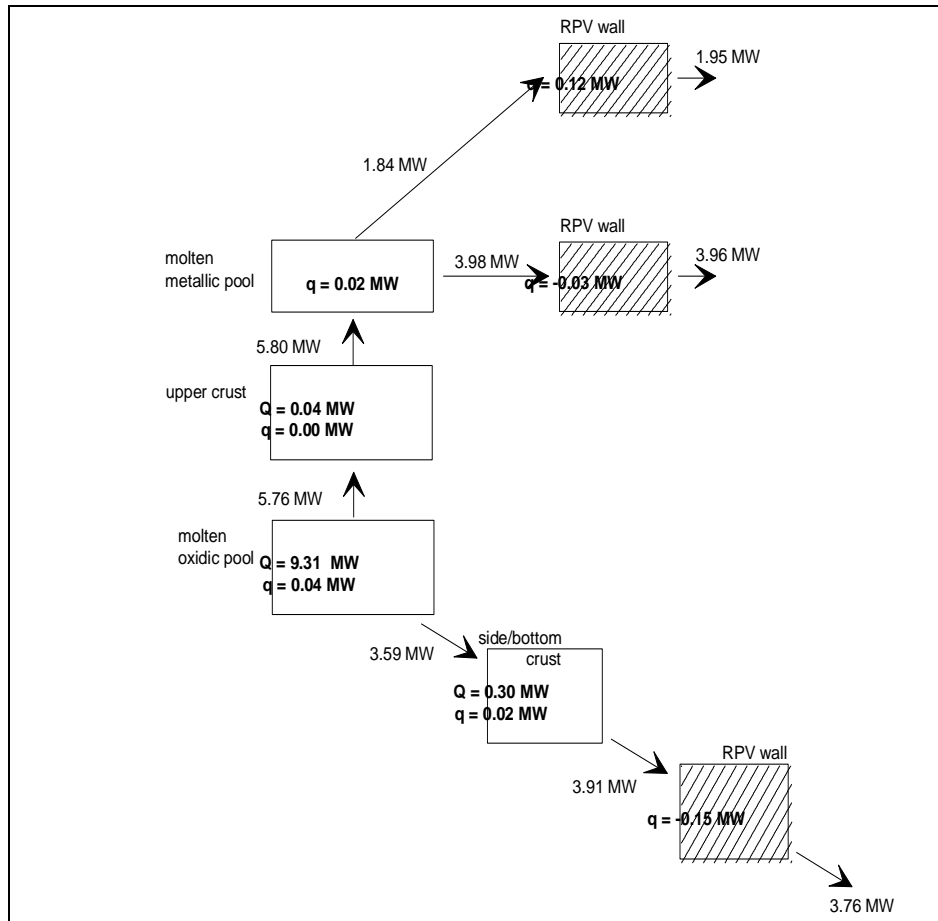 RPV wall
1.95 MW
q = 0.12 MW
1.84 MW
RPV wall
molten
metallic pool
q = 0.02 MW
3.98 MW
q = -0.03 MW
3.96 MW
5.80 MW
upper crust
Q = 0.04 MW
q = 0.00 MW
5.76 MW
molten
oxidic pool
Q = 9.31 MW
q = 0.04 MW
3.59 MW
side/bottom
crust
Q = 0.30 MW
q = 0.02 MW
RPV wall
3.91 MW
q = -0.15 MW
3.76 MW